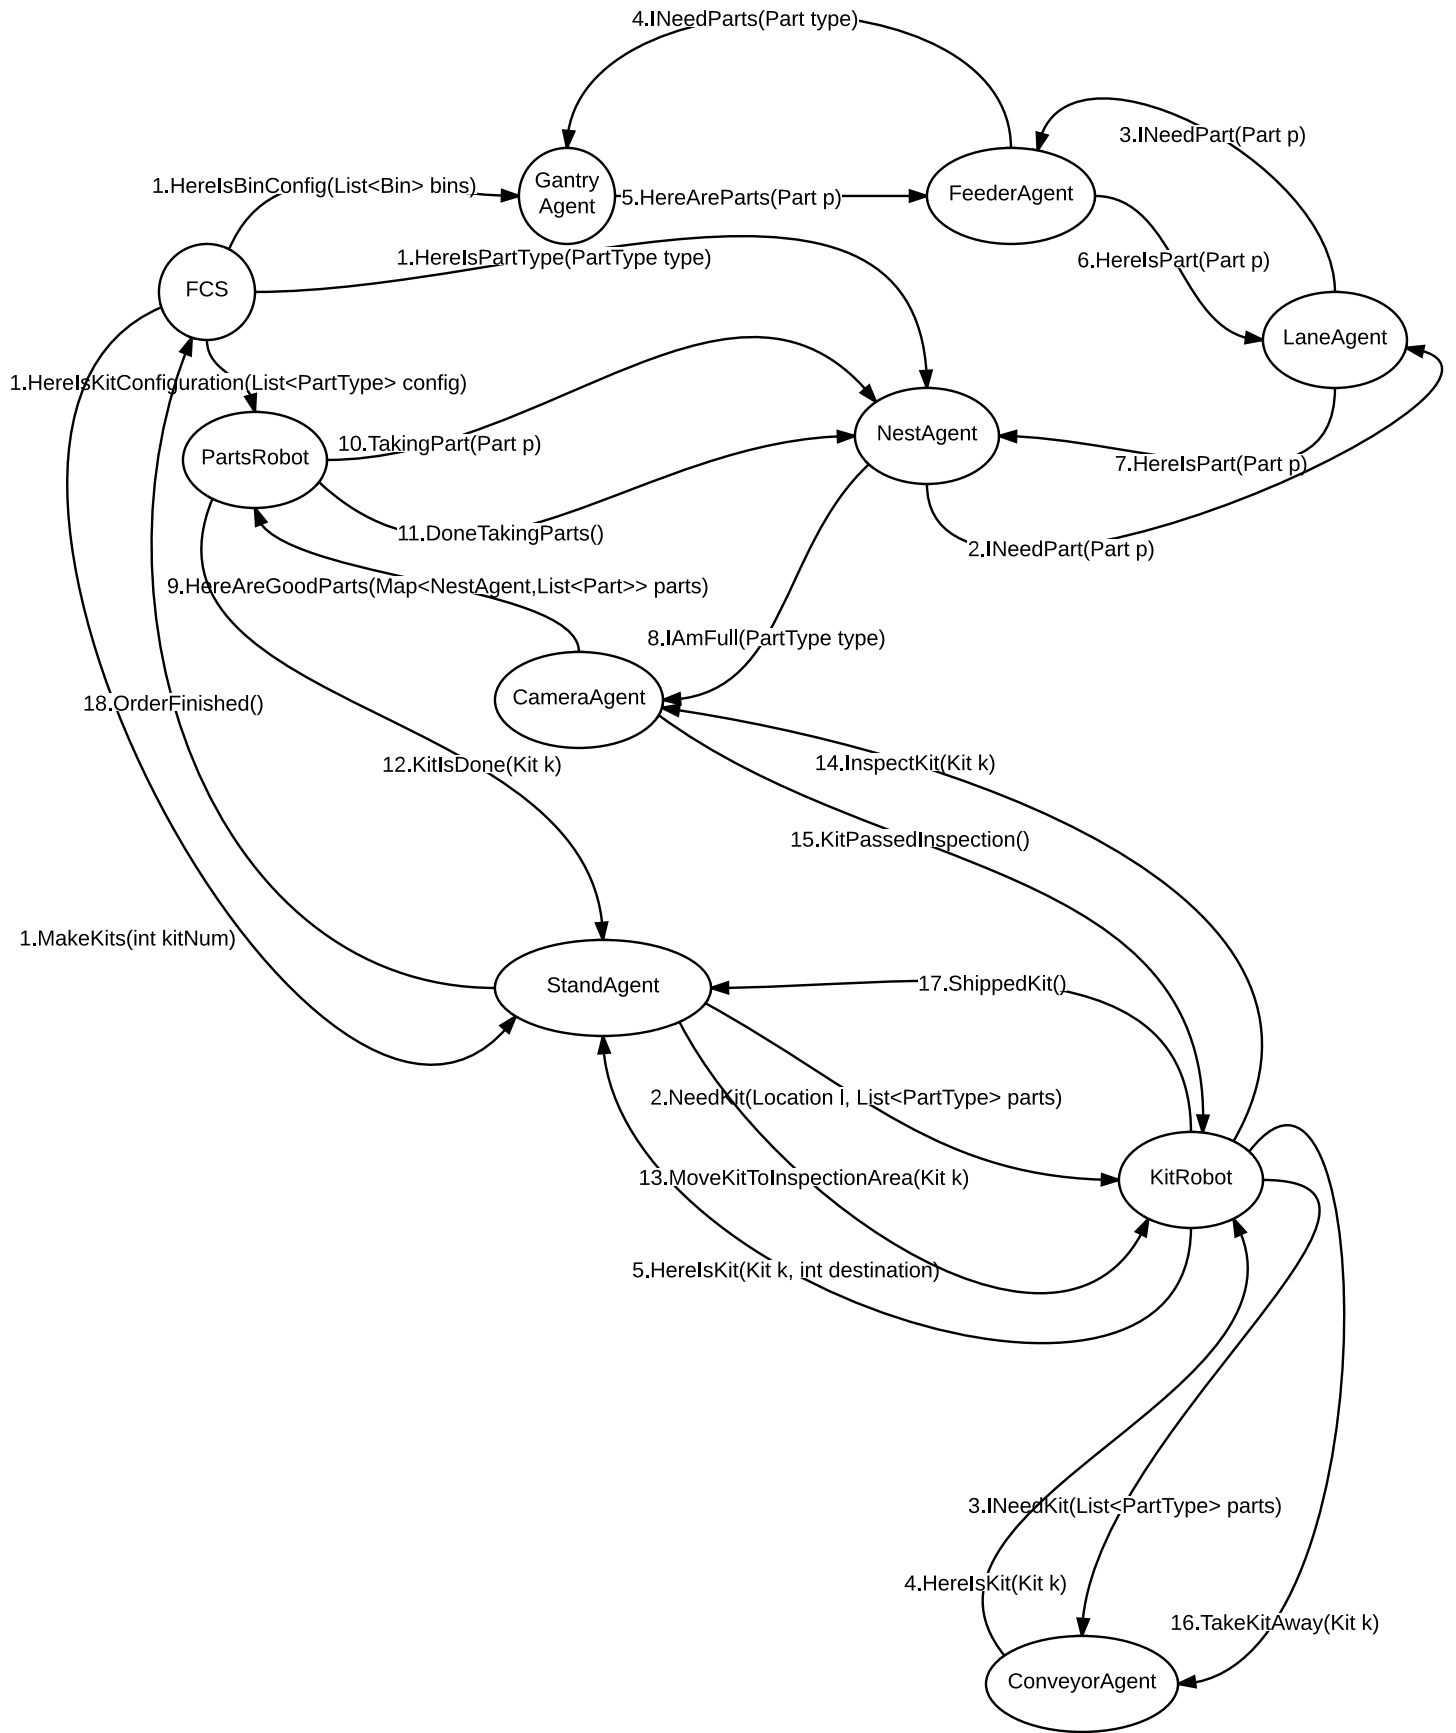 4.INeedParts(Part type)
3.INeedPart(Part p)
1.HereIsBinConfig(List<Bin> bins)
Gantry
Agent
5.HereAreParts(Part p)
FeederAgent
1.HereIsPartType(PartType type)
6.HereIsPart(Part p)
FCS
LaneAgent
1.HereIsKitConfiguration(List<PartType> config)
10.TakingPart(Part p)
NestAgent
PartsRobot
7.HereIsPart(Part p)
11.DoneTakingParts()
2.INeedPart(Part p)
9.HereAreGoodParts(Map<NestAgent,List<Part>> parts)
8.IAmFull(PartType type)
CameraAgent
18.OrderFinished()
12.KitIsDone(Kit k)
14.InspectKit(Kit k)
15.KitPassedInspection()
1.MakeKits(int kitNum)
StandAgent
17.ShippedKit()
2.NeedKit(Location l, List<PartType> parts)
13.MoveKitToInspectionArea(Kit k)
KitRobot
5.HereIsKit(Kit k, int destination)
3.INeedKit(List<PartType> parts)
4.HereIsKit(Kit k)
16.TakeKitAway(Kit k)
ConveyorAgent